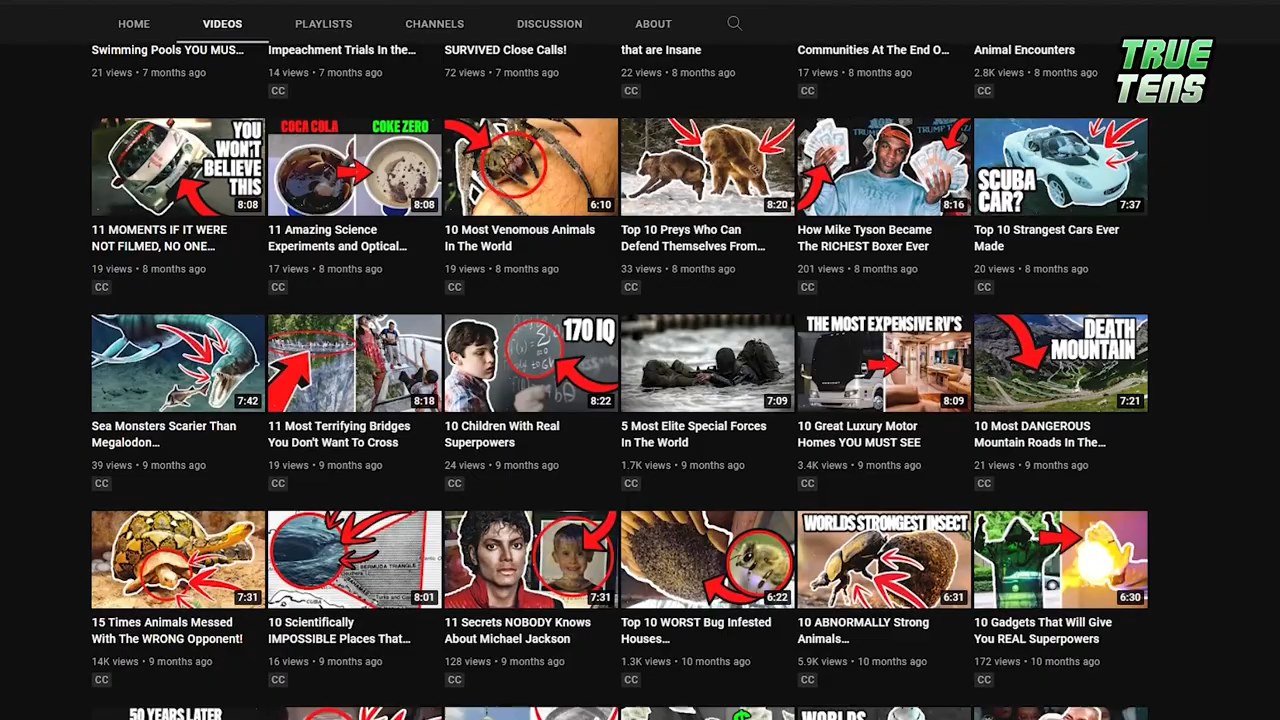 HOME
VIDEOS
PLAYLISTS
CHANNELS
DISCUSSION
ABOUT
TRUE
TENS
Swimming Pools YOU MUS...
21 views • 7 months ago
Impeachment Trials In the...
14 views • 7 months ago
CC
SURVIVED Close Calls!
72 views • 7 months ago
that are Insane
22 views • 8 months ago
CC
Communities At The End O...
17 views • 8 months ago
CC
Animal Encounters
2.8K views • 8 months ago
CC
YOU
WON'T
BELIEVE
THIS
8:08
11 MOMENTS IF IT WERE
NOT FILMED, NO ONE...
19 views • 8 months ago
CC
COCA COLA
COKE ZERO
8:08
11 Amazing Science
Experiments and Optical...
17 views • 8 months ago
CC
6:10
10 Most Venomous Animals
In The World
19 views • 8 months ago
CC
8:20
Top 10 Preys Who Can
Defend Themselves From...
33 views • 8 months ago
CC
8:16
How Mike Tyson Became
The RICHEST Boxer Ever
201 views • 8 months ago
CC
SCUBA
CAR?
7:37
Top 10 Strangest Cars Ever
Made
20 views • 8 months ago
CC
7:42
Sea Monsters Scarier Than
Megalodon...
39 views • 9 months ago
CC
8:18
11 Most Terrifying Bridges
You Don't Want To Cross
19 views • 9 months ago
CC
170 IQ
8:22
10 Children With Real
Superpowers
24 views • 9 months ago
CC
7:09
5 Most Elite Special Forces
In The World
1.7K views • 9 months ago
CC
THE MOST EXPENSIVE RV'S
8:09
10 Great Luxury Motor
Homes YOU MUST SEE
3.4K views • 9 months ago
CC
DEATH
MOUNTAIN
7:21
10 Most DANGEROUS
Mountain Roads In The...
21 views • 9 months ago
CC
7:31
15 Times Animals Messed
With The WRONG Opponent!
14K views • 9 months ago
CC
BERMUDA TRIANGLE
CUBA
8:01
10 Scientifically
IMPOSSIBLE Places That...
16 views • 9 months ago
CC
7:31
11 Secrets NOBODY Knows
About Michael Jackson
128 views • 9 months ago
CC
6:22
Top 10 WORST Bug Infested
Houses...
1.3K views • 10 months ago
CC
WORLDS STRONGEST INSECT
6:31
10 ABNORMALLY Strong
Animals...
5.9K views • 10 months ago
CC
6:30
10 Gadgets That Will Give
You REAL Superpowers
172 views • 10 months ago
CC
50 YEARS LATER
WORLDS